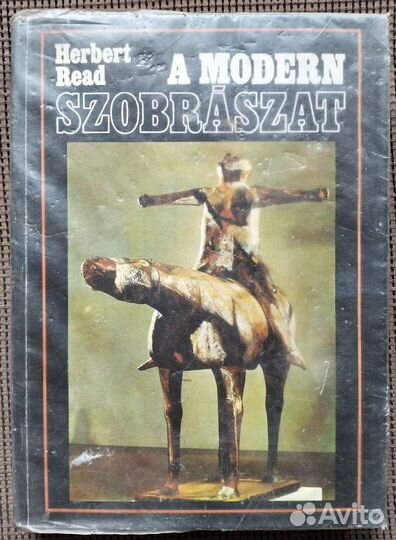 Herbert
Read
A MODERN
SZOBRÁSZAT
Avito